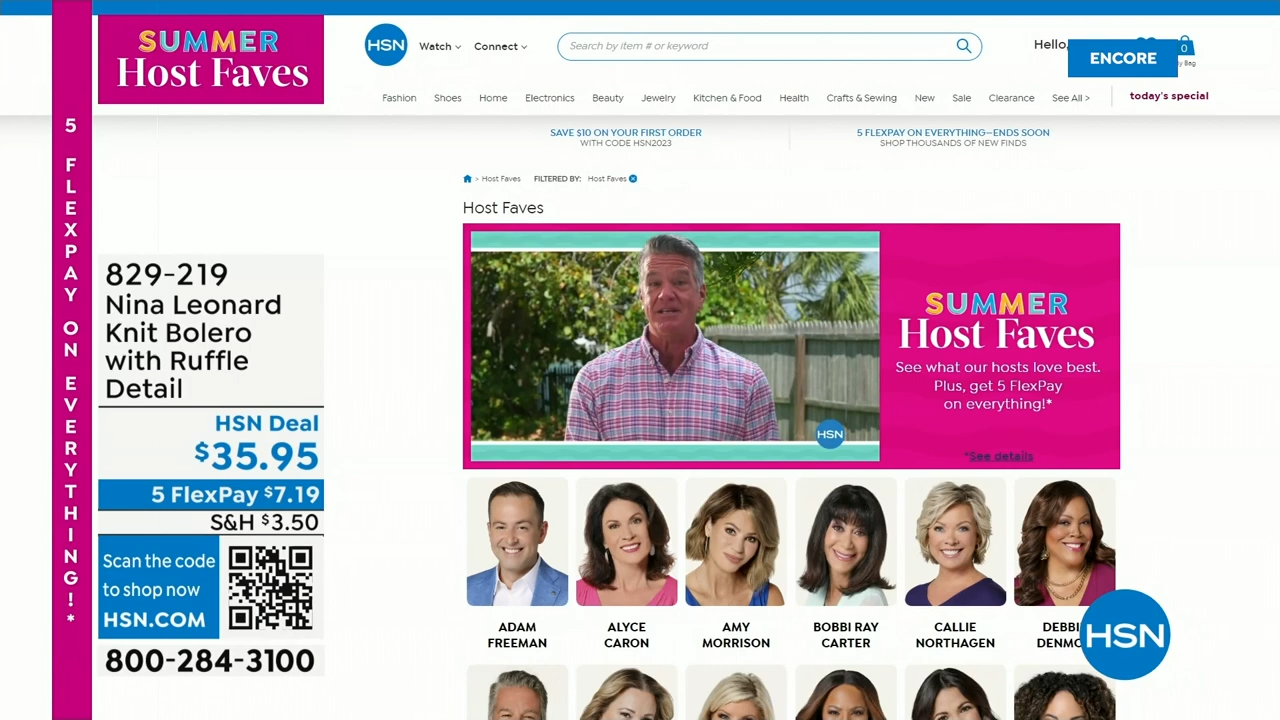 SUMMER
Host Faves
5 FLEXPAY ON EVERYTHING!*
829-219
Nina Leonard
Knit Bolero
with Ruffle
Detail
HSN Deal
$35.95
5 FlexPay $7.19
S&H $3.50
Scan the code
to shop now
HSN.COM
800-284-3100
HSN
Watch
Connect
Search by item # or keyword
Hello,
ENCORE
0
Bag
Fashion Shoes Home Electronics Beauty Jewelry Kitchen & Food Health Crafts & Sewing New Sale Clearance See All > today's special
SAVE $10 ON YOUR FIRST ORDER
WITH CODE HSN2023
5 FLEXPAY ON EVERYTHING—ENDS SOON
SHOP THOUSANDS OF NEW FINDS
> Host Faves FILTERED BY: Host Faves
Host Faves
HSN
SUMMER
Host Faves
See what our hosts love best.
Plus, get 5 FlexPay
on everything!*
*See details
ADAM
FREEMAN
ALYCE
CARON
AMY
MORRISON
BOBBI RAY
CARTER
CALLIE
NORTHAGEN
HSN